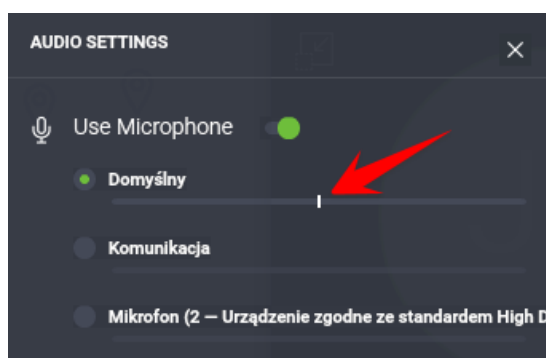 AUDIO SETTINGS
Use Microphone
Domyślny
Komunikacja
Mikrofon (2 — Urządzenie zgodne ze standardem High D